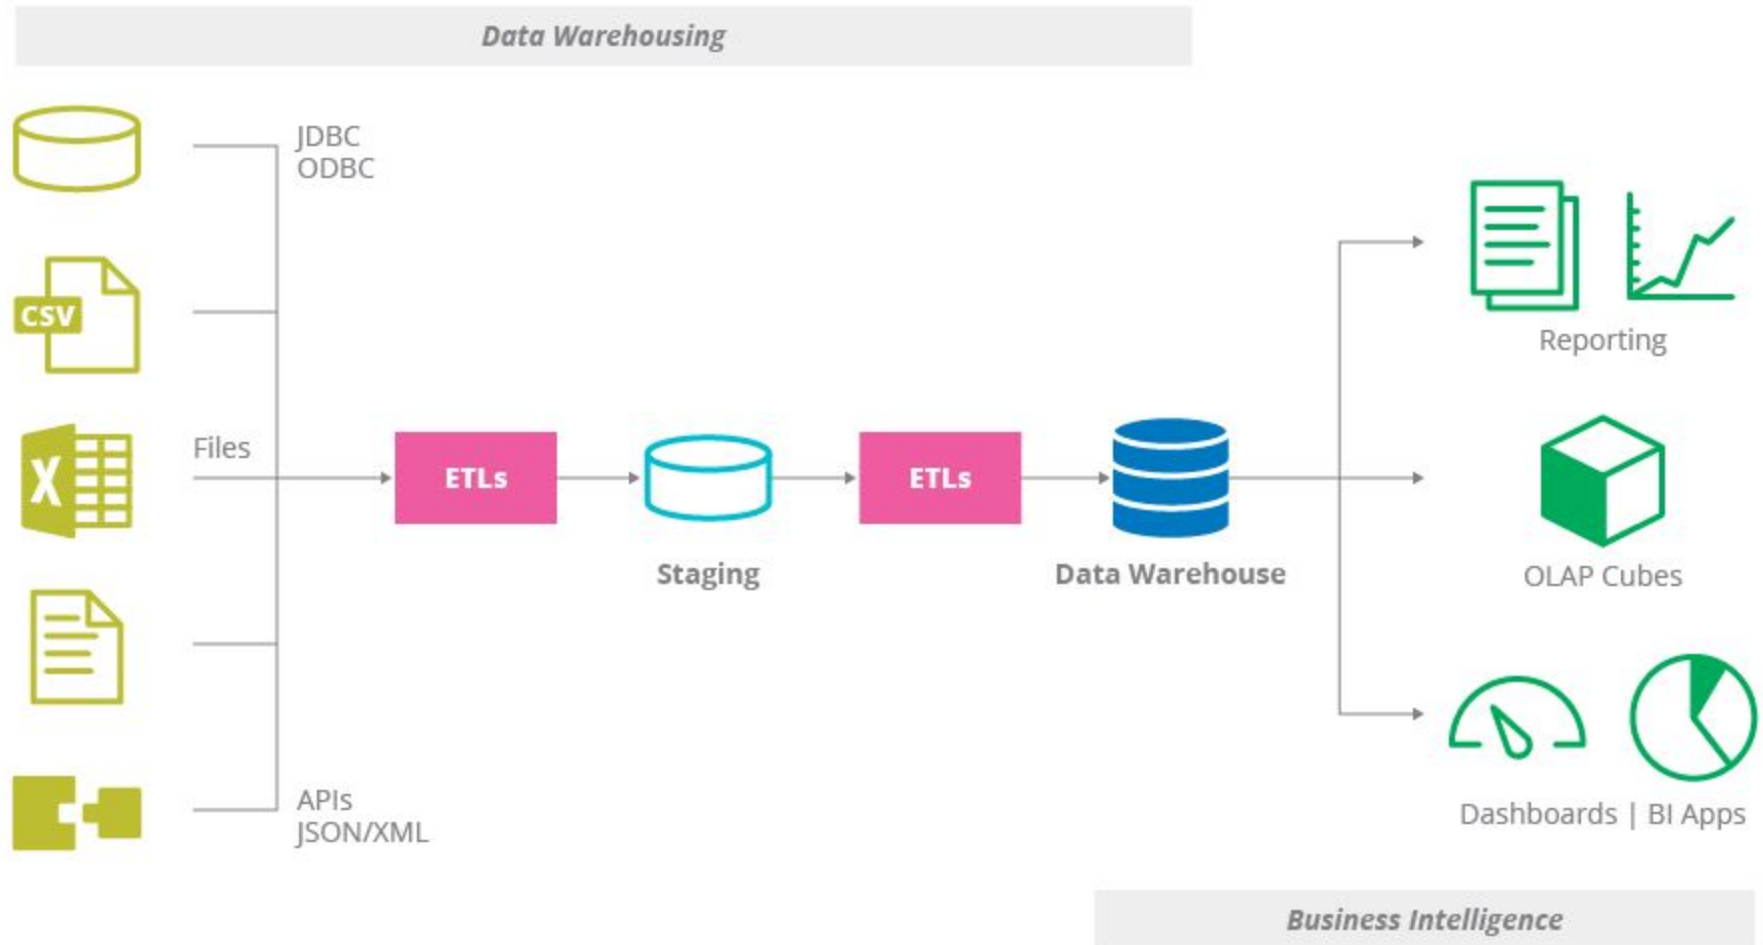 Data Warehousing
JDBC
ODBC
CSV
Files
X
ETLs
ETLs
Staging
Data Warehouse
Reporting
OLAP Cubes
Dashboards | BI Apps
APIs
JSON/XML
Business Intelligence